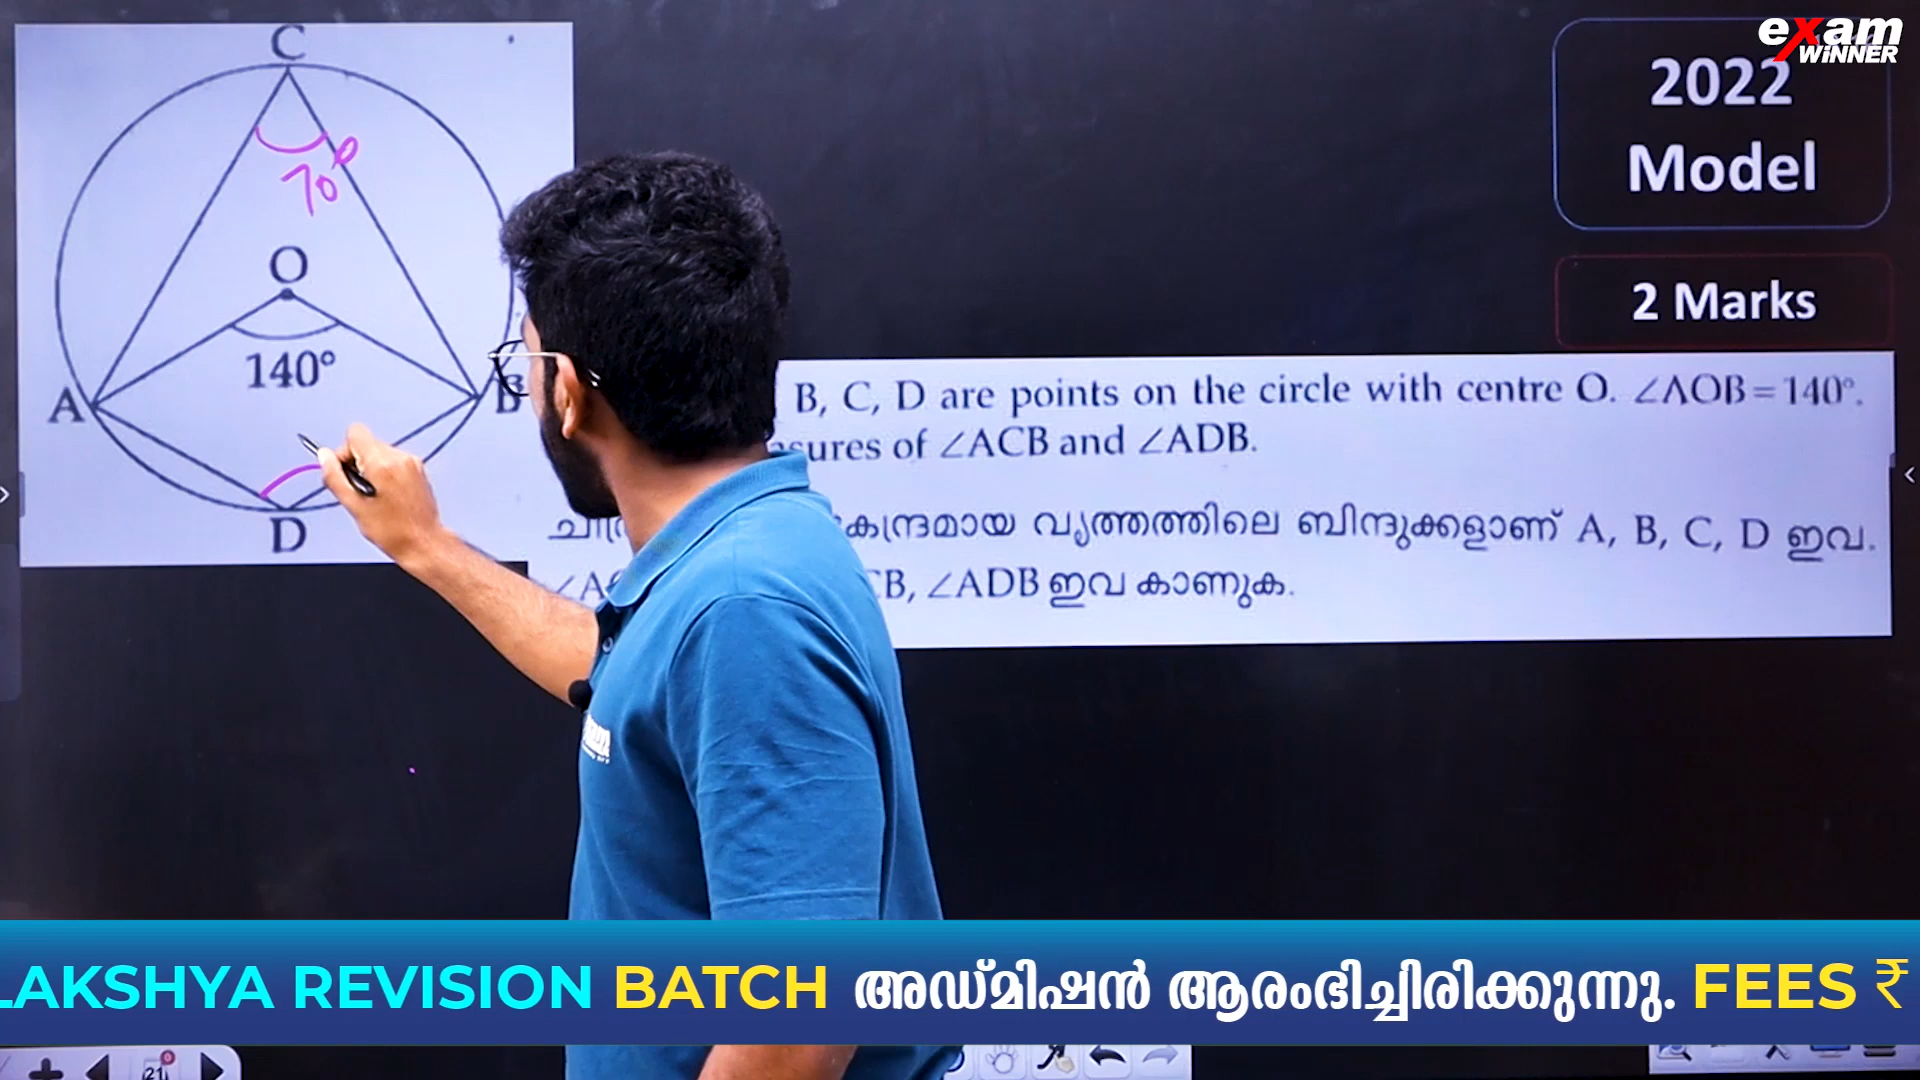 exam
WiNNER
2022
Model
2 Marks
C
70°
O
140°
A
B
D
B, C, D are points on the circle with centre O. ∠AOB = 140°.
sures of ∠ACB and ∠ADB.
കേന്ദ്രമായ വൃത്തത്തിലെ ബിന്ദുക്കളാണ് A, B, C, D ഇവ.
CB, ∠ADB ഇവ കാണുക.
LAKSHYA REVISION BATCH അഡ്മിഷൻ ആരംഭിച്ചിരിക്കുന്നു. FEES ₹
21